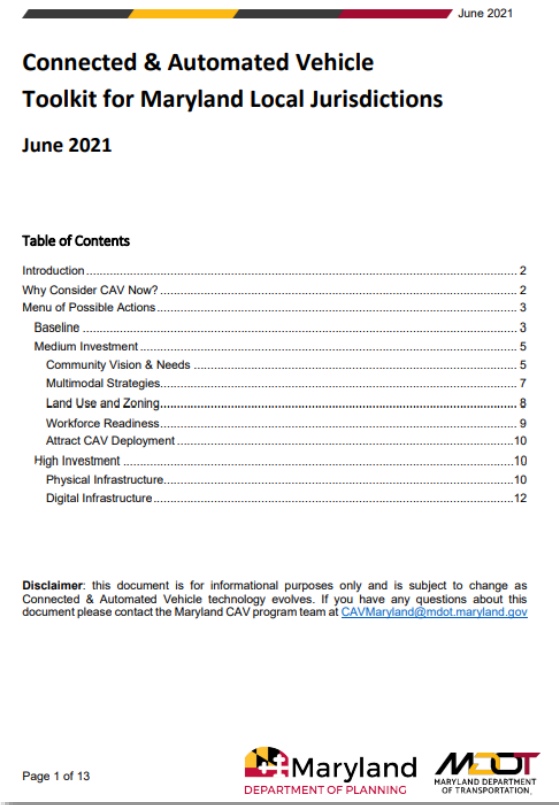 June 2021
Connected & Automated Vehicle
Toolkit for Maryland Local Jurisdictions
June 2021
Table of Contents
Introduction ........ 2
Why Consider CAV Now? ........ 2
Menu of Possible Actions ........ 3
Baseline ........ 3
Medium Investment ........ 5
Community Vision & Needs ........ 5
Multimodal Strategies ........ 7
Land Use and Zoning ........ 8
Workforce Readiness ........ 9
Attract CAV Deployment ........ 10
High Investment ........ 10
Physical Infrastructure ........ 10
Digital Infrastructure ........ 12
Disclaimer: this document is for informational purposes only and is subject to change as
Connected & Automated Vehicle technology evolves. If you have any questions about this
document please contact the Maryland CAV program team at CAVMaryland@mdot.maryland.gov
Page 1 of 13
Maryland
DEPARTMENT OF PLANNING
MDOT
MARYLAND DEPARTMENT
OF TRANSPORTATION.